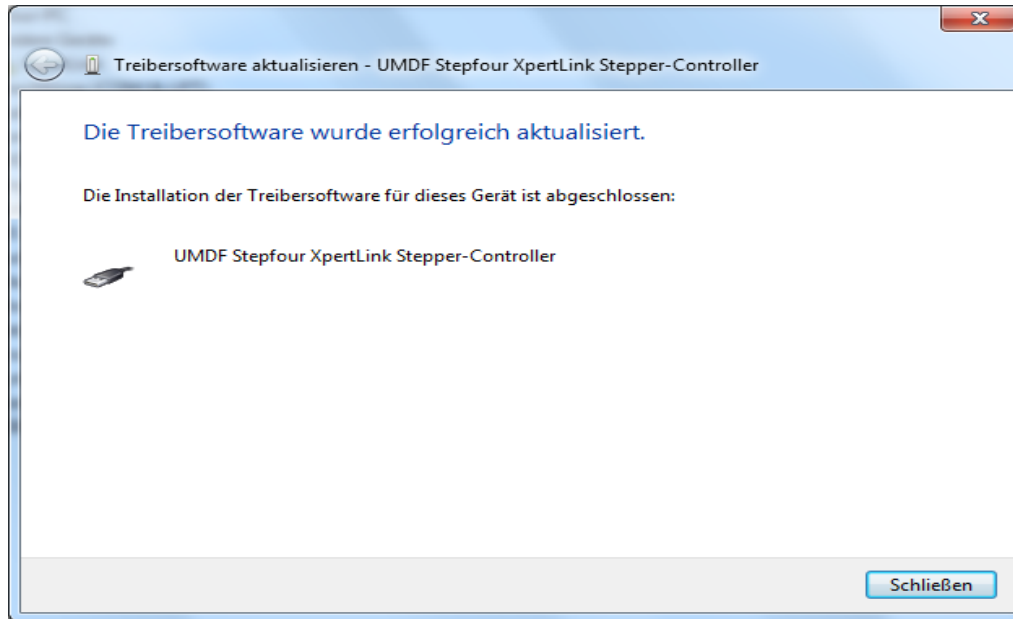 Treibersoftware aktualisieren - UMDF Stepfour XpertLink Stepper-Controller
Die Treibersoftware wurde erfolgreich aktualisiert.
Die Installation der Treibersoftware für dieses Gerät ist abgeschlossen:
UMDF Stepfour XpertLink Stepper-Controller
Schließen